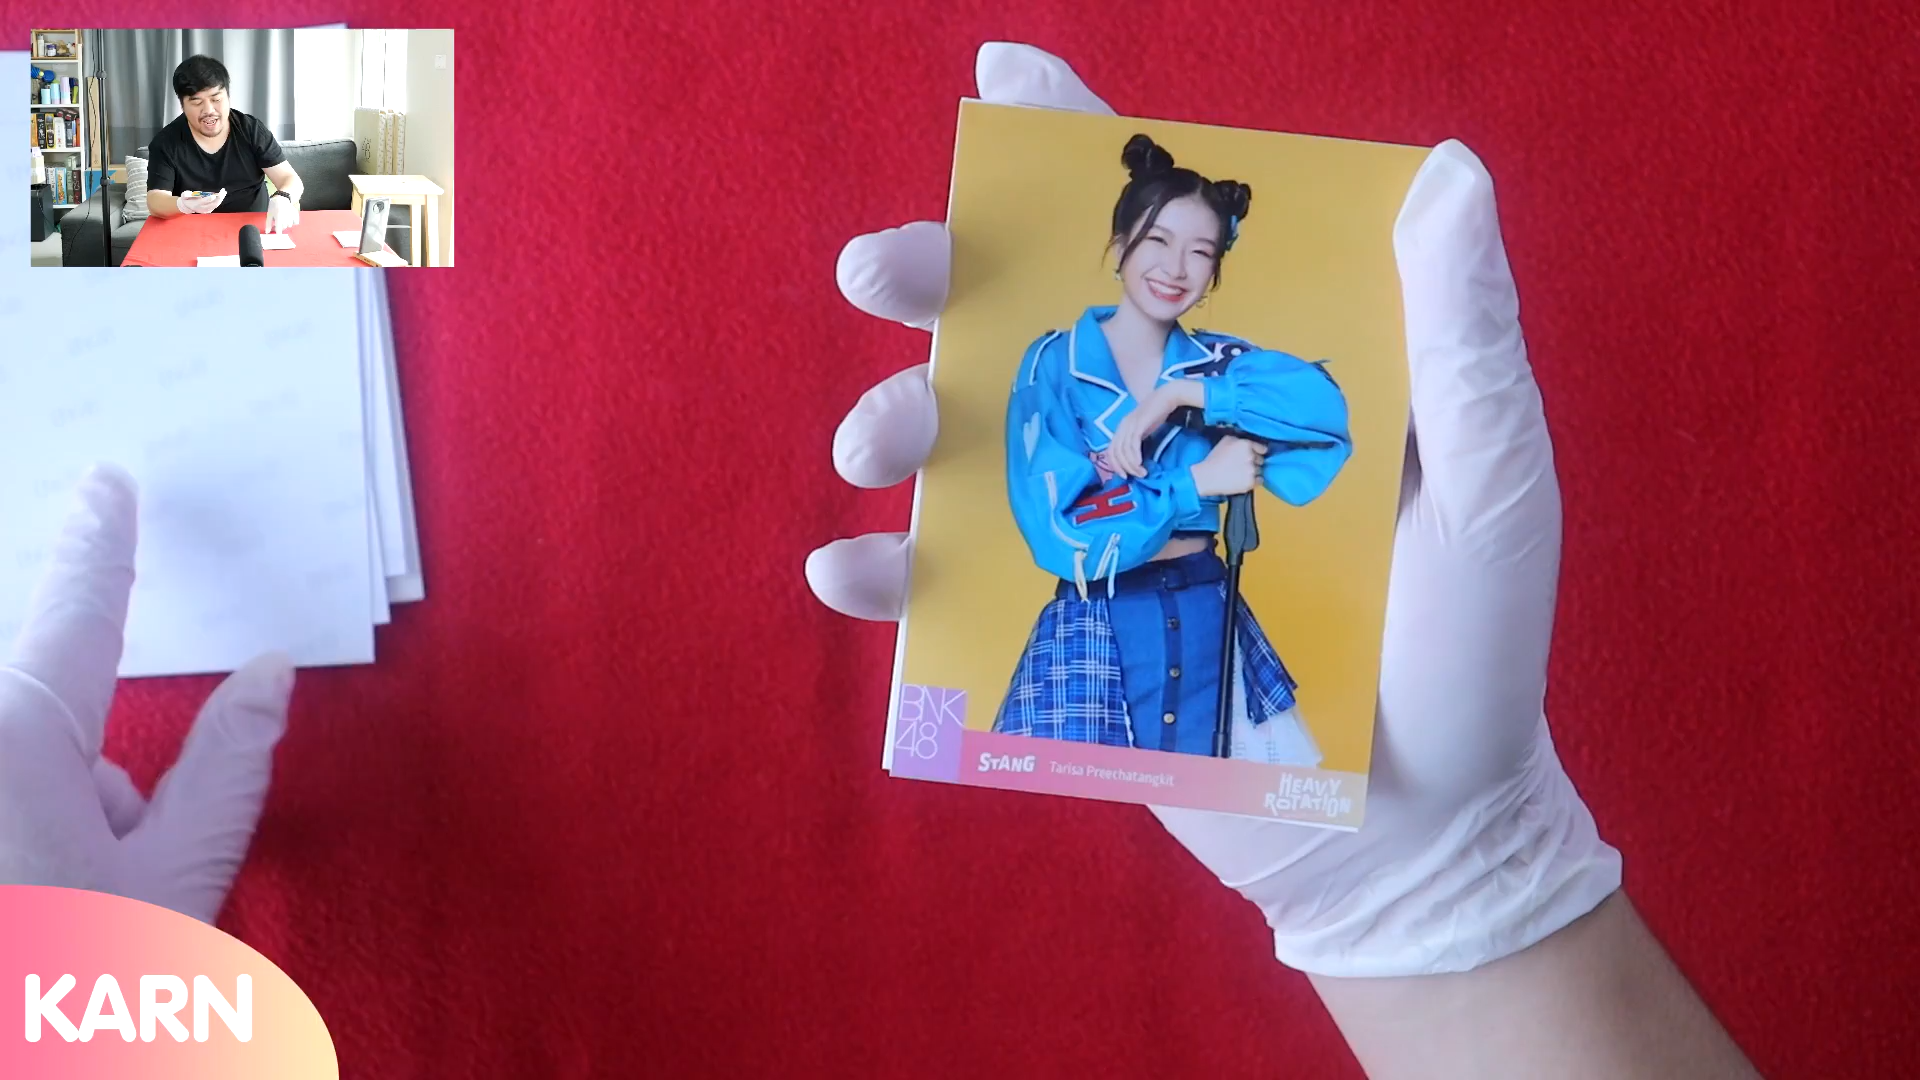 BNK
48
STANG Tarisa Preechatangkit
HEAVY
ROTATION
KARN